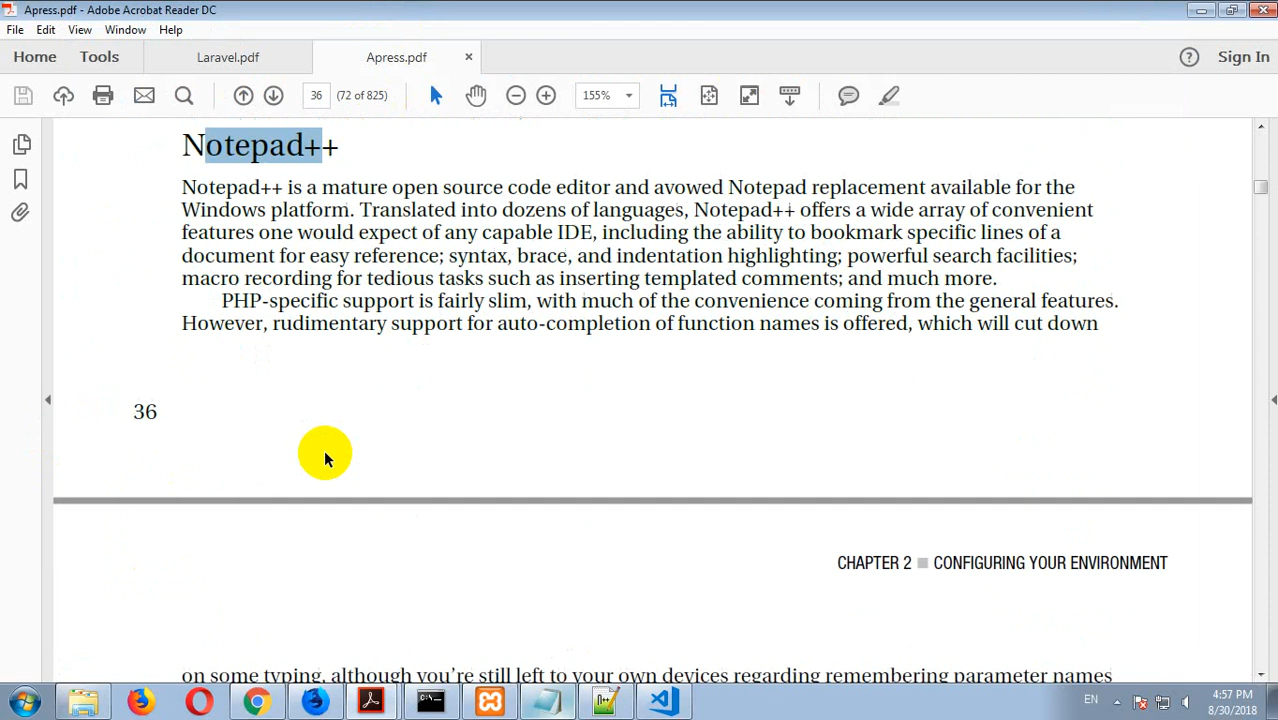 Apress.pdf - Adobe Acrobat Reader DC
File Edit View Window Help
Home Tools Laravel.pdf Apress.pdf × ? Sign In
36 (72 of 825) 155%
Notepad++
Notepad++ is a mature open source code editor and avowed Notepad replacement available for the
Windows platform. Translated into dozens of languages, Notepad++ offers a wide array of convenient
features one would expect of any capable IDE, including the ability to bookmark specific lines of a
document for easy reference; syntax, brace, and indentation highlighting; powerful search facilities;
macro recording for tedious tasks such as inserting templated comments; and much more.
PHP-specific support is fairly slim, with much of the convenience coming from the general features.
However, rudimentary support for auto-completion of function names is offered, which will cut down
36
CHAPTER 2 ■ CONFIGURING YOUR ENVIRONMENT
on some typing, although you’re still left to your own devices regarding remembering parameter names
EN 4:57 PM
8/30/2018